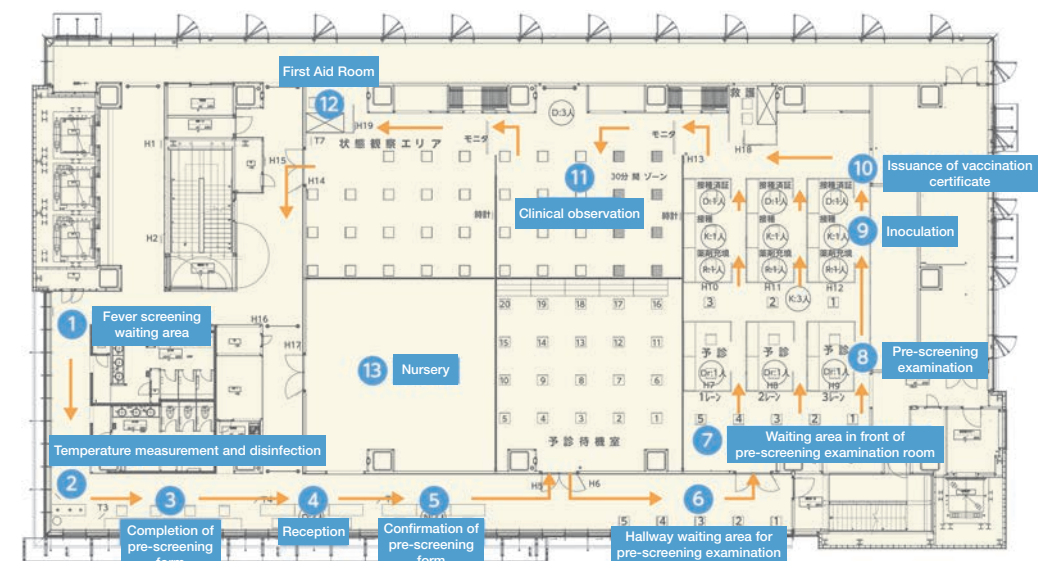 First Aid Room
12
救護
D:3人
H19
モニタ
モニタ
H18
H1
T7
状態観察エリア
H15
H13
10
Issuance of vaccination
certificate
H14
11
30分間ゾーン
接種済証
接種済証
接種済証
D:1人
D:1人
D:1人
Clinical observation
時計
時計
接種
接種
接種
9
Inoculation
H2
K:1人
K:1人
K:1人
薬剤充填
薬剤充填
薬剤充填
R:1人
R:1人
R:1人
H10
H11
H12
20
19
18
17
16
3
2
K:3人
1
1
Fever screening
waiting area
H16
H17
15
14
13
12
11
予診
予診
予診
8
Pre-screening
examination
13
Nursery
10
9
8
7
6
Dr:1人
Dr:1人
Dr:1人
H7
H8
H9
1レーン
2レーン
3レーン
5
4
3
2
1
5
4
3
2
1
予診待機室
7
Waiting area in front of
pre-screening examination room
Temperature measurement and disinfection
2
H5
H6
T3
3
4
5
6
Completion of
pre-screening
form
Reception
Confirmation of
pre-screening
form
5
4
3
2
1
Hallway waiting area for
pre-screening examination